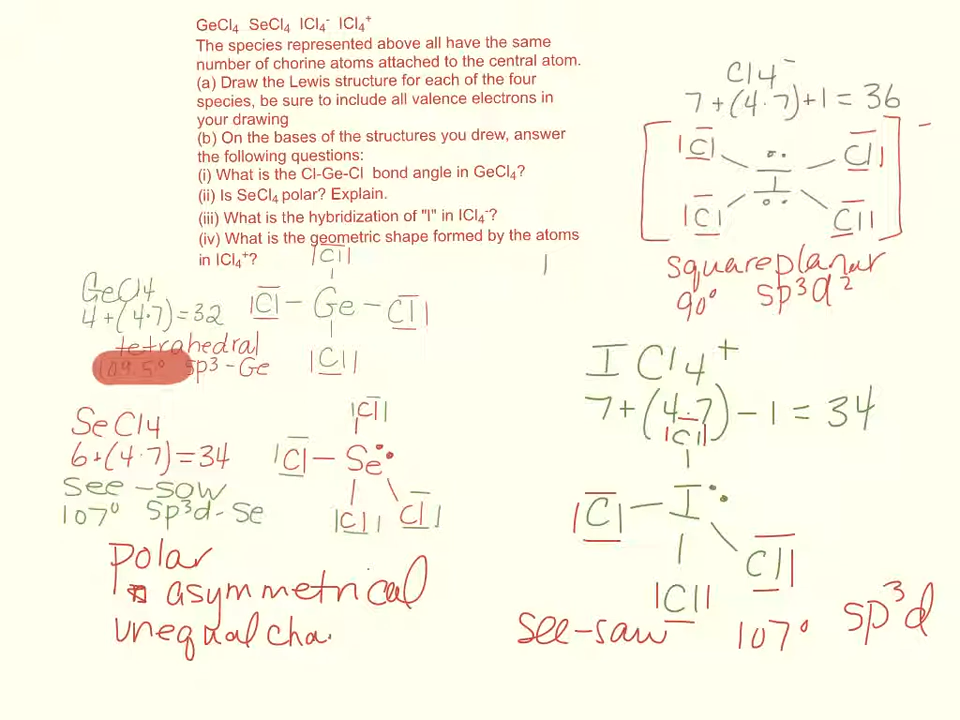 GeCl4 SeCl4 ICl4- ICl4+
The species represented above all have the same
number of chorine atoms attached to the central atom.
(a) Draw the Lewis structure for each of the four
species, be sure to include all valence electrons in
your drawing
(b) On the bases of the structures you drew, answer
the following questions:
(i) What is the Cl-Ge-Cl bond angle in GeCl4?
(ii) Is SeCl4 polar? Explain.
(iii) What is the hybridization of "I" in ICl4-?
(iv) What is the geometric shape formed by the atoms
in ICl4+?
GeCl4
4+(4·7)=32
tetrahedral
109.5° sp3-Ge
Cl
Cl - Ge - Cl
Cl
SeCl4
6+(4·7)=34
see-sow
107° sp3d-Se
Cl
Cl - Se
Cl Cl
polar
asymmetrical
unequal cha
Cl4-
7+(4·7)+1=36
[Cl Cl
I
Cl Cl]-
squareplanar
90° sp3d2
ICl4+
7+(4·7)-1=34
Cl
Cl - I
Cl
Cl
see-saw 107° sp3d